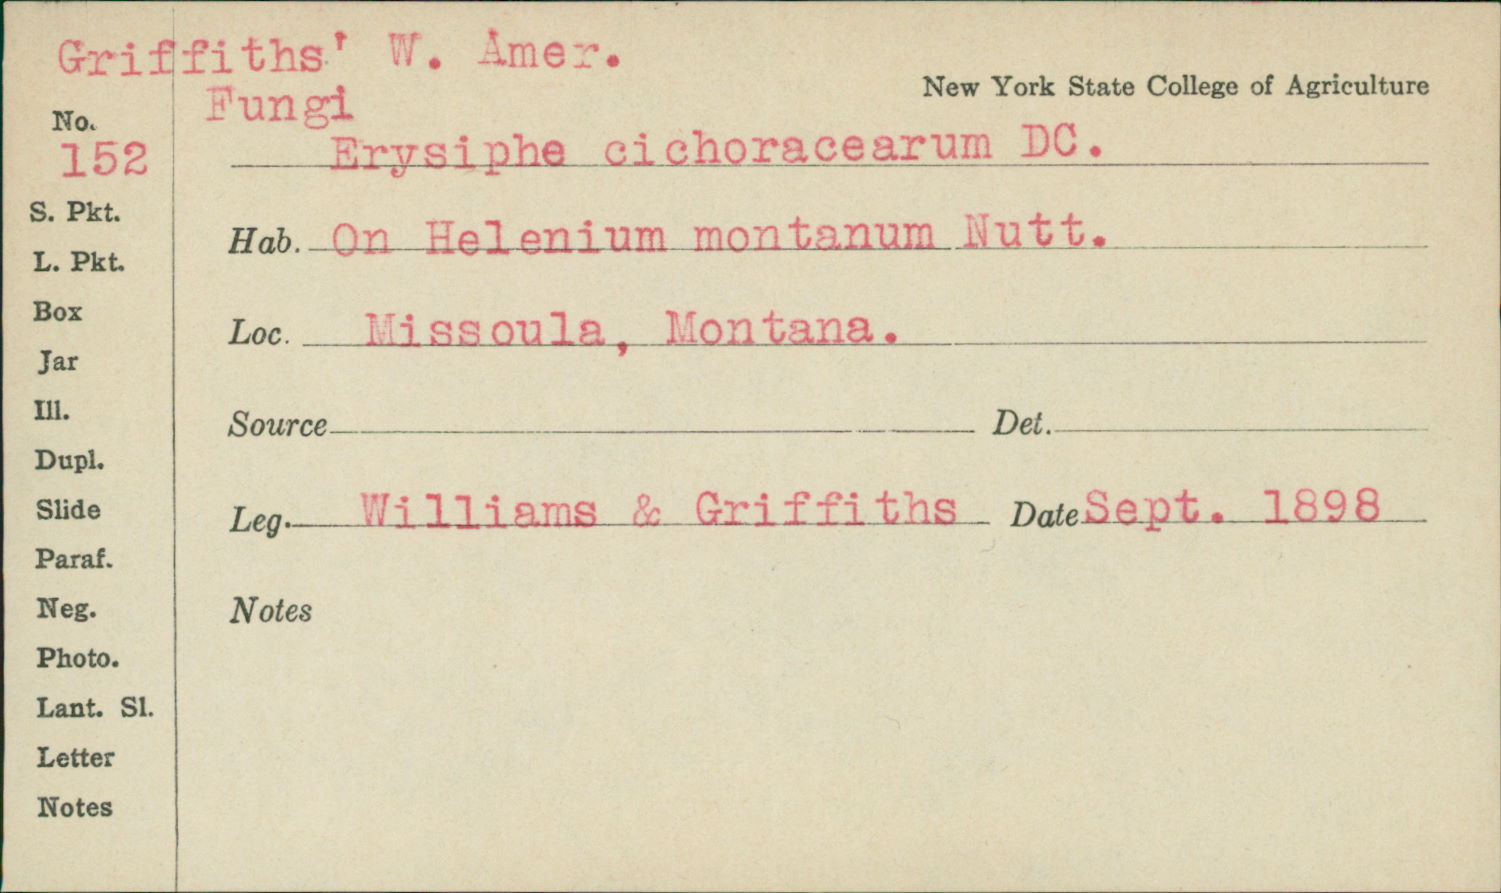 Griffiths' W. Amer.
Fungi
New York State College of Agriculture
No.
152
Erysiphe cichoracearum DC.
S. Pkt.
L. Pkt.
Box
Jar
Ill.
Dupl.
Slide
Paraf.
Neg.
Photo.
Lant. Sl.
Letter
Notes
Hab. On Helenium montanum Nutt.
Loc. Missoula, Montana.
Source Det.
Leg. Williams & Griffiths Date Sept. 1898
Notes